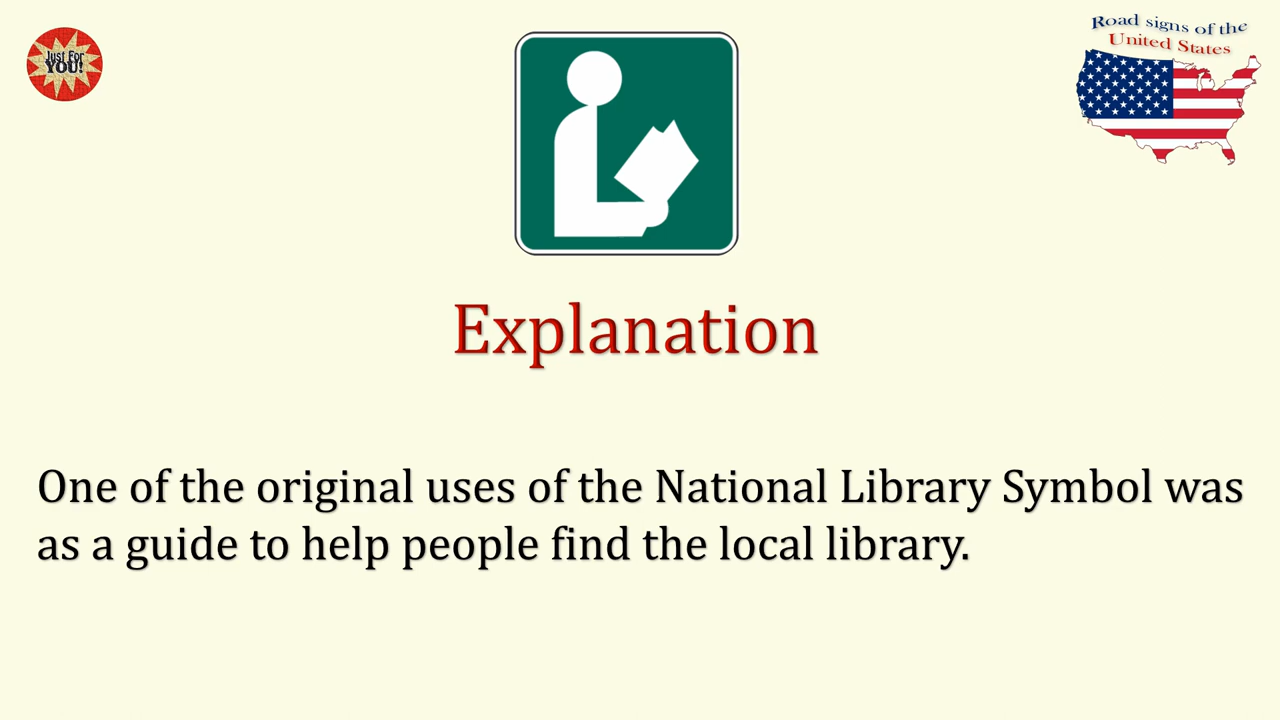 Just For
YOU!
Road signs of the
United States
Explanation
One of the original uses of the National Library Symbol was
as a guide to help people find the local library.